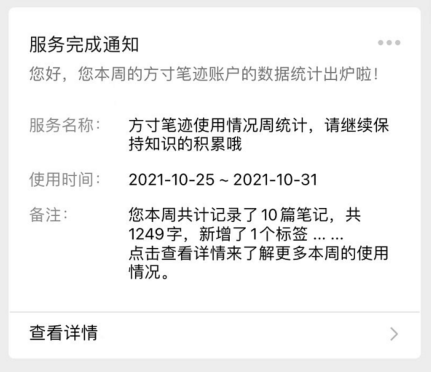 服务完成通知
您好，您本周的方寸笔迹账户的数据统计出炉啦！
服务名称： 方寸笔迹使用情况周统计，请继续保
持知识的积累哦
使用时间： 2021-10-25 ~ 2021-10-31
备注： 您本周共计记录了10篇笔记，共
1249字，新增了1个标签 ... ...
点击查看详情来了解更多本周的使用
情况。
查看详情